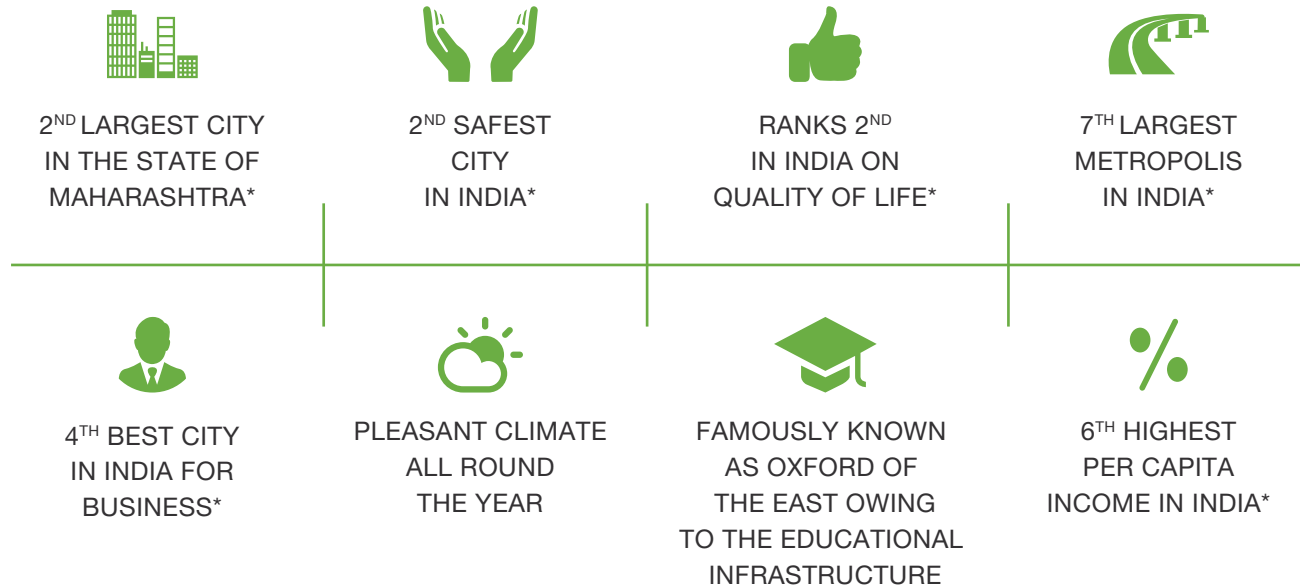 2ND LARGEST CITY
IN THE STATE OF
MAHARASHTRA*
2ND SAFEST
CITY
IN INDIA*
RANKS 2ND
IN INDIA ON
QUALITY OF LIFE*
7TH LARGEST
METROPOLIS
IN INDIA*
4TH BEST CITY
IN INDIA FOR
BUSINESS*
PLEASANT CLIMATE
ALL ROUND
THE YEAR
FAMOUSLY KNOWN
AS OXFORD OF
THE EAST OWING
TO THE EDUCATIONAL
INFRASTRUCTURE
6TH HIGHEST
PER CAPITA
INCOME IN INDIA*